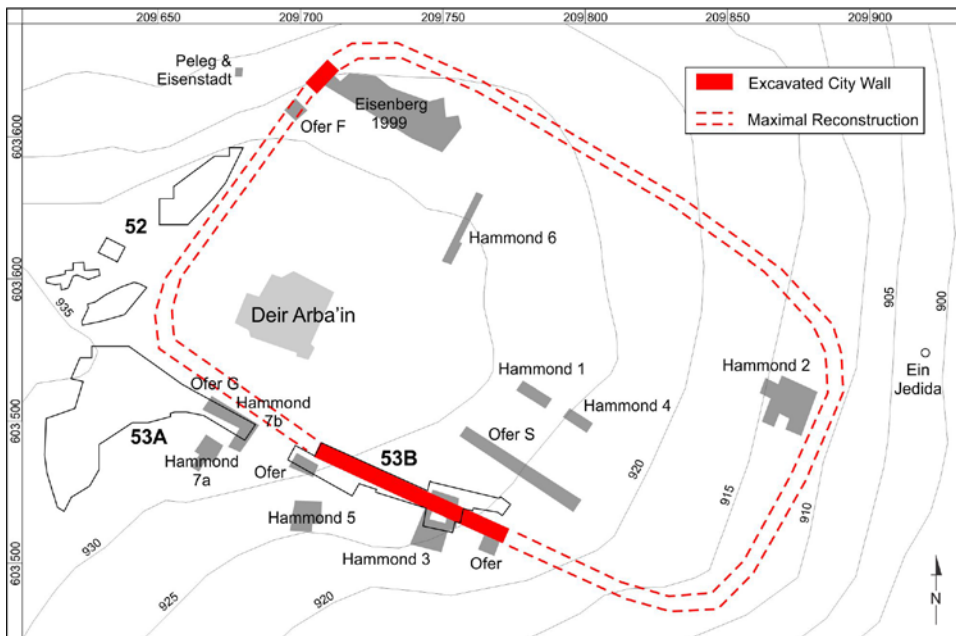 209|650
209|700
209|750
209|800
209|850
209|900
Peleg &
Eisenstadt
Eisenberg
1999
Ofer F
Excavated City Wall
Maximal Reconstruction
603|600
52
Hammond 6
603|600
935
Deir Arba'in
905
900
Hammond 1
Hammond 2
Ein
Jedida
Ofer G
Hammond
7b
Hammond 4
603|500
53A
Ofer S
Hammond
7a
Ofer
53B
920
915
910
Hammond 5
603|500
930
Hammond 3
Ofer
925
920
N